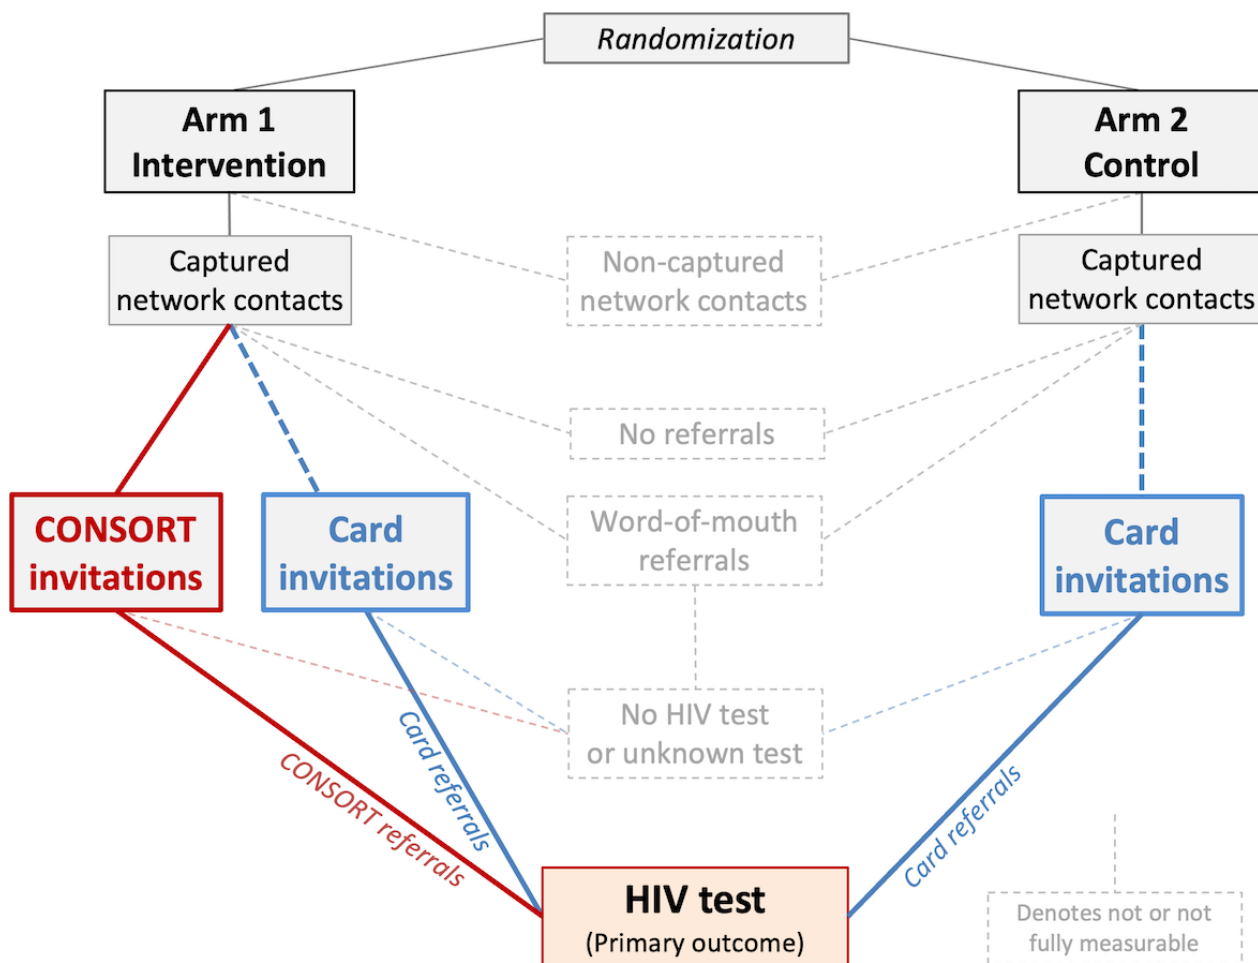 Randomization
Arm 1
Intervention
Arm 2
Control
Captured
network contacts
Non-captured
network contacts
Captured
network contacts
No referrals
CONSORT
invitations
Card
invitations
Word-of-mouth
referrals
Card
invitations
No HIV test
or unknown test
CONSORT referrals
Card referrals
Card referrals
HIV test
(Primary outcome)
Denotes not or not
fully measurable